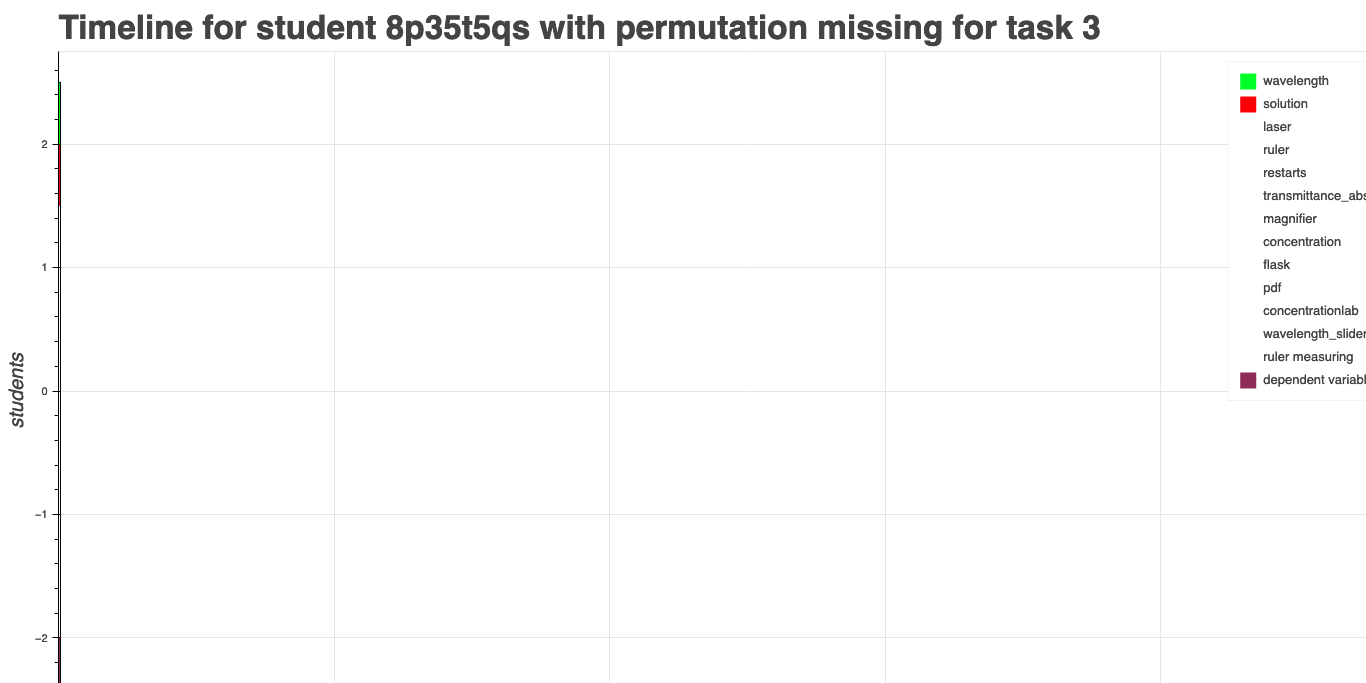 Timeline for student 8p35t5qs with permutation missing for task 3
wavelength
solution
laser
ruler
restarts
transmittance_abs
magnifier
concentration
flask
pdf
concentrationlab
wavelength_slider
ruler measuring
dependent variabl
2
1
0
−1
−2
students